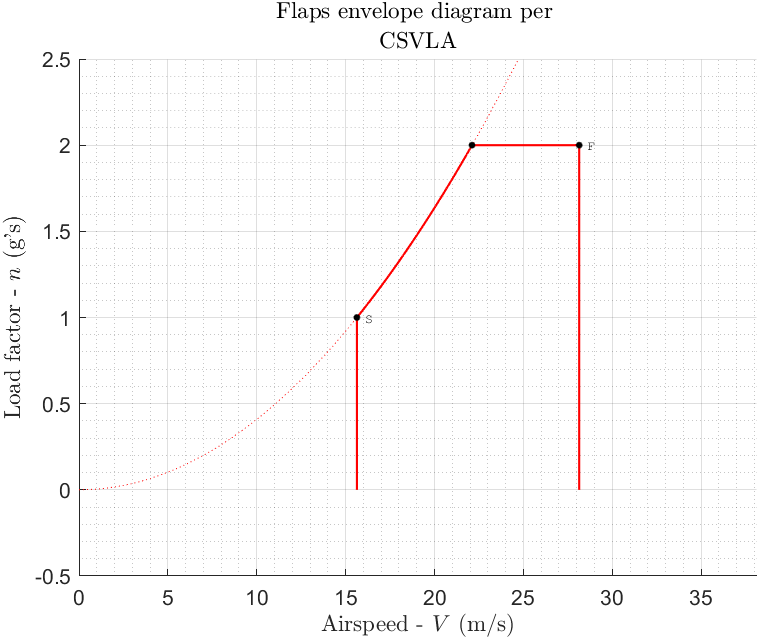 Flaps envelope diagram per
CSVLA
2.5
2
1.5
1
0.5
0
-0.5
Load factor - n (g's)
F
S
0 5 10 15 20 25 30 35
Airspeed - V (m/s)